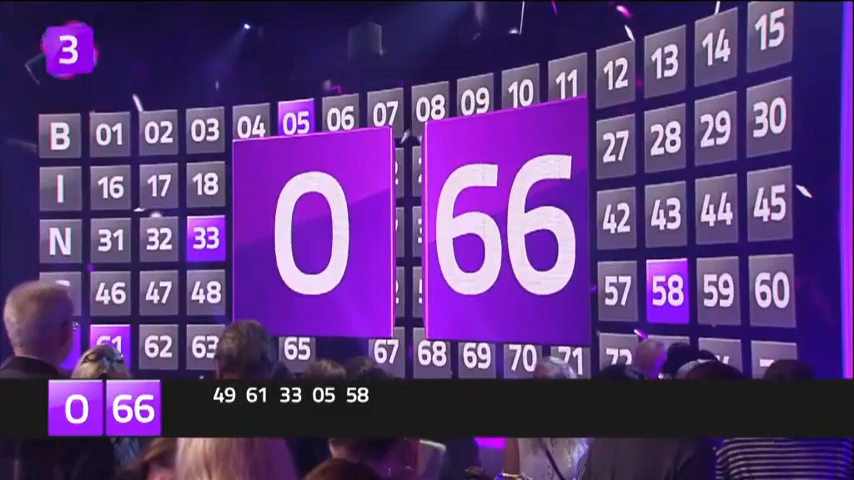 3
B 01 02 03 04 05 06 07 08 09 10 11 12 13 14 15
I 16 17 18 27 28 29 30
N 31 32 33 42 43 44 45
46 47 48 57 58 59 60
61 62 63 65 67 68 69 70 71
O 66
O 66 49 61 33 05 58